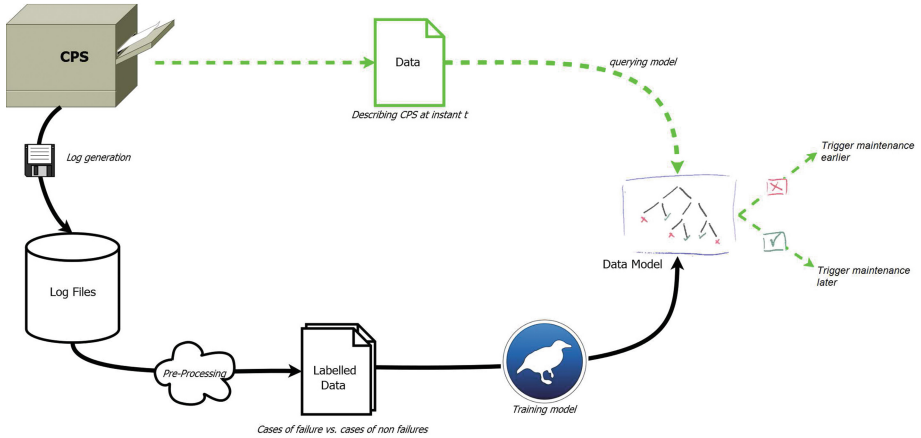 CPS
Data
querying model
Describing CPS at instant t
Trigger maintenance
earlier
Log generation
Data Model
Trigger maintenance
later
Log Files
Pre-Processing
Labelled
Data
Training model
Cases of failure vs. cases of non failures